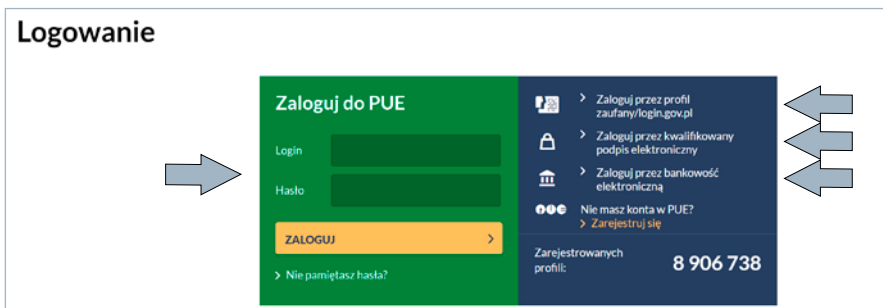 Logowanie
Zaloguj do PUE
Login
Hasło
ZALOGUJ
Nie pamiętasz hasła?
Zaloguj przez profil
zaufany/login.gov.pl
Zaloguj przez kwalifikowany
podpis elektroniczny
Zaloguj przez bankowość
elektroniczną
Nie masz konta w PUE?
Zarejestruj się
Zarejestrowanych
profili:
8 906 738